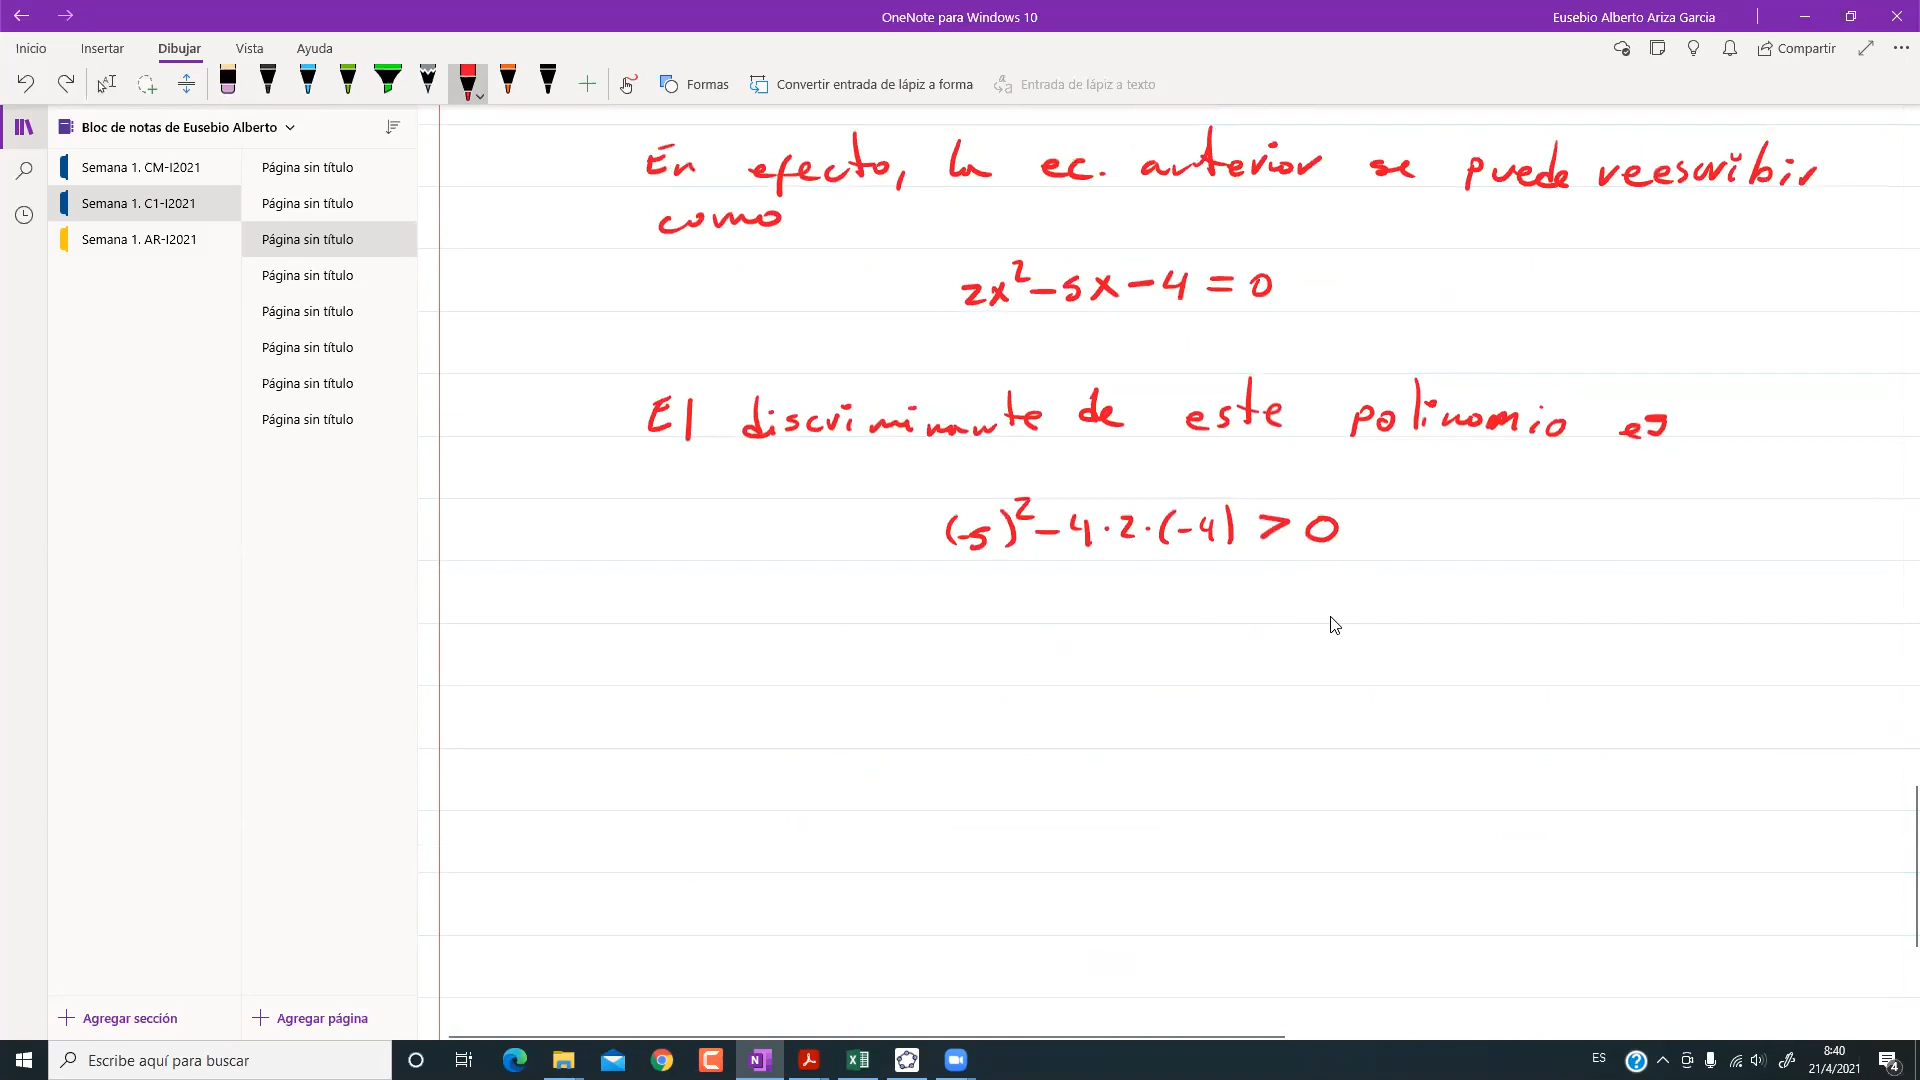 OneNote para Windows 10
Eusebio Alberto Ariza Garcia
Inicio
Insertar
Dibujar
Vista
Ayuda
Compartir
Formas
Convertir entrada de lápiz a forma
Entrada de lápiz a texto
Bloc de notas de Eusebio Alberto
Semana 1. CM-I2021
Semana 1. C1-I2021
Semana 1. AR-I2021
Página sin título
Página sin título
Página sin título
Página sin título
Página sin título
Página sin título
Página sin título
Página sin título
En efecto, la ec. anterior se puede reescribir
como
2x² - 5x - 4 = 0
El discriminante de este polinomio es
(-5)² - 4 · 2 · (-4) > 0
Agregar sección
Agregar página
Escribe aquí para buscar
ES
8:40
21/4/2021
4